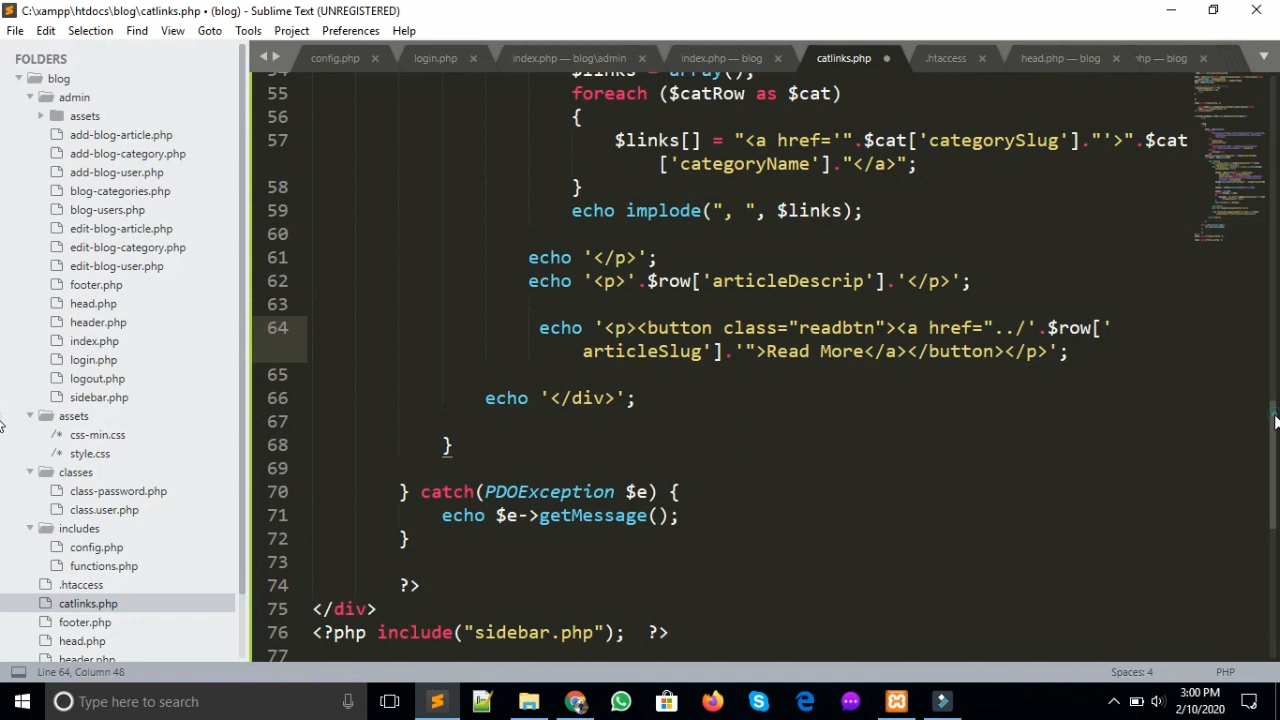 C:\xampp\htdocs\blog\catlinks.php • (blog) - Sublime Text (UNREGISTERED)
File Edit Selection Find View Goto Tools Project Preferences Help
FOLDERS
blog
admin
assets
add-blog-article.php
add-blog-category.php
add-blog-user.php
blog-categories.php
blog-users.php
edit-blog-article.php
edit-blog-category.php
edit-blog-user.php
footer.php
head.php
header.php
index.php
login.php
logout.php
sidebar.php
assets
/* css-min.css
/* style.css
classes
class-password.php
class.user.php
includes
config.php
functions.php
.htaccess
catlinks.php
footer.php
head.php
header.php
config.php × login.php × index.php — blog\admin × index.php — blog × catlinks.php • .htaccess × head.php — blog × hp — blog ×
54 $links = array();
55 foreach ($catRow as $cat)
56 {
57 $links[] = "<a href='".$cat['categorySlug']."'>".$cat
['categoryName']."</a>";
58 }
59 echo implode(", ", $links);
60
61 echo '</p>';
62 echo '<p>'.$row['articleDescrip'].'</p>';
63
64 echo '<p><button class="readbtn"><a href="../'.$row['
articleSlug'].'">Read More</a></button></p>';
65
66 echo '</div>';
67
68 }
69
70 } catch(PDOException $e) {
71 echo $e->getMessage();
72 }
73
74 ?>
75 </div>
76 <?php include("sidebar.php"); ?>
77
Line 64, Column 48 Spaces: 4 PHP
Type here to search
3:00 PM
2/10/2020